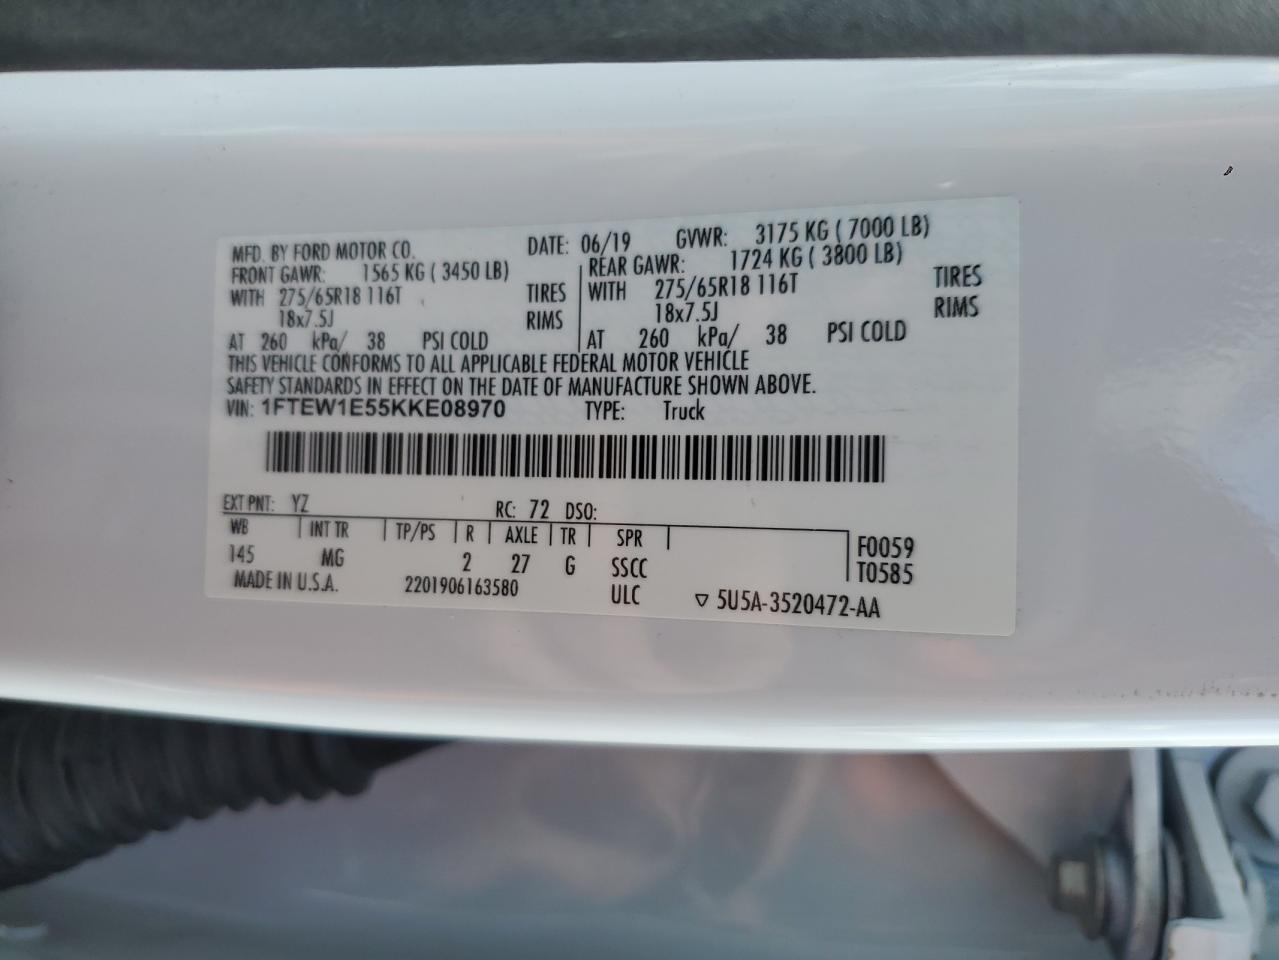 MFD. BY FORD MOTOR CO. DATE: 06/19 GVWR: 3175 KG ( 7000 LB)
FRONT GAWR: 1565 KG ( 3450 LB) REAR GAWR: 1724 KG ( 3800 LB)
WITH 275/65R18 116T TIRES WITH 275/65R18 116T TIRES
18x7.5J RIMS 18x7.5J RIMS
AT 260 kPa/ 38 PSI COLD AT 260 kPa/ 38 PSI COLD
THIS VEHICLE CONFORMS TO ALL APPLICABLE FEDERAL MOTOR VEHICLE
SAFETY STANDARDS IN EFFECT ON THE DATE OF MANUFACTURE SHOWN ABOVE.
VIN: 1FTEW1E55KKE08970 TYPE: Truck
EXT PNT: YZ RC: 72 DSO:
WB INT TR TP/PS R AXLE TR SPR F0059
145 MG 2 27 G SSCC T0585
MADE IN U.S.A. 2201906163580 ULC ▽ 5U5A-3520472-AA